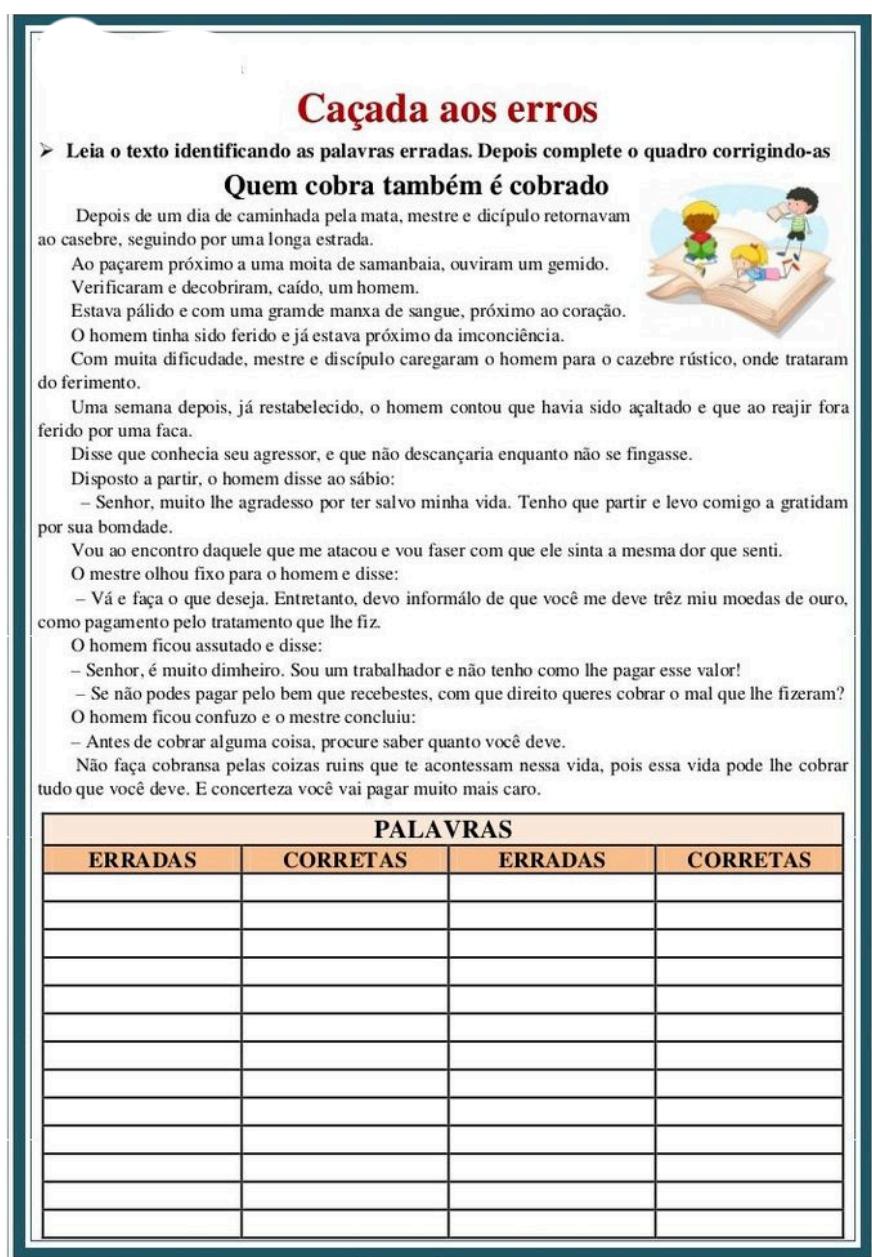 Caçada aos erros
➢ Leia o texto identificando as palavras erradas. Depois complete o quadro corrigindo-as
Quem cobra também é cobrado
Depois de um dia de caminhada pela mata, mestre e dicípulo retornavam
ao casebre, seguindo por uma longa estrada.
Ao paçarem próximo a uma moita de samanbaia, ouviram um gemido.
Verificaram e decobriram, caído, um homem.
Estava pálido e com uma gramde manxa de sangue, próximo ao coração.
O homem tinha sido ferido e já estava próximo da imconciência.
Com muita dificudade, mestre e discípulo caregaram o homem para o cazebre rústico, onde trataram
do ferimento.
Uma semana depois, já restabelecido, o homem contou que havia sido açaltado e que ao reajir fora
ferido por uma faca.
Disse que conhecia seu agressor, e que não descançaria enquanto não se fingasse.
Disposto a partir, o homem disse ao sábio:
– Senhor, muito lhe agradesso por ter salvo minha vida. Tenho que partir e levo comigo a gratidam
por sua bomdade.
Vou ao encontro daquele que me atacou e vou faser com que ele sinta a mesma dor que senti.
O mestre olhou fixo para o homem e disse:
– Vá e faça o que deseja. Entretanto, devo informálo de que você me deve trêz miu moedas de ouro,
como pagamento pelo tratamento que lhe fiz.
O homem ficou assutado e disse:
– Senhor, é muito dimheiro. Sou um trabalhador e não tenho como lhe pagar esse valor!
– Se não podes pagar pelo bem que recebestes, com que direito queres cobrar o mal que lhe fizeram?
O homem ficou confuzo e o mestre concluiu:
– Antes de cobrar alguma coisa, procure saber quanto você deve.
Não faça cobransa pelas coizas ruins que te acontessam nessa vida, pois essa vida pode lhe cobrar
tudo que você deve. E concerteza você vai pagar muito mais caro.
PALAVRAS
ERRADAS CORRETAS ERRADAS CORRETAS